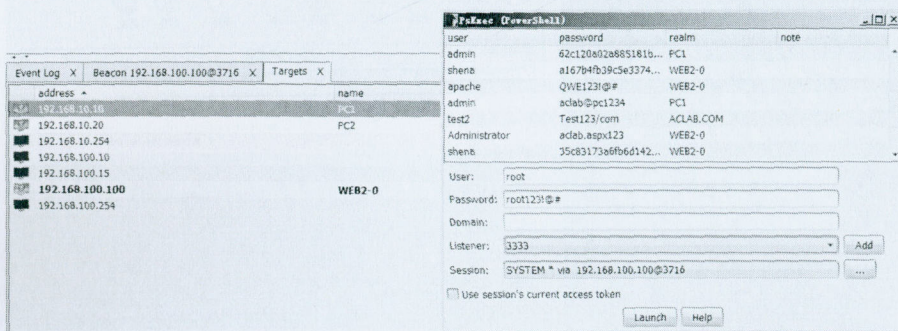 Event Log X Beacon 192.168.100.100@3716 X Targets X
address name
192.168.10.10 PC1
192.168.10.20 PC2
192.168.10.254
192.168.100.10
192.168.100.15
192.168.100.100 WEB2-0
192.168.100.254
PsExec (PowerShell)
user password realm note
admin 62c120a02a885181b... PC1
shena a167b4fb39c5e3374... WEB2-0
apache QWE123!@# WEB2-0
admin aclab@pc1234 PC1
test2 Test123/com ACLAB.COM
Administrator aclab.aspx123 WEB2-0
shena 35c83173a6fb6d142... WEB2-0
User: root
Password: root123!@#
Domain:
Listener: 3333 Add
Session: SYSTEM * via 192.168.100.100@3716 ...
Use session's current access token
Launch Help